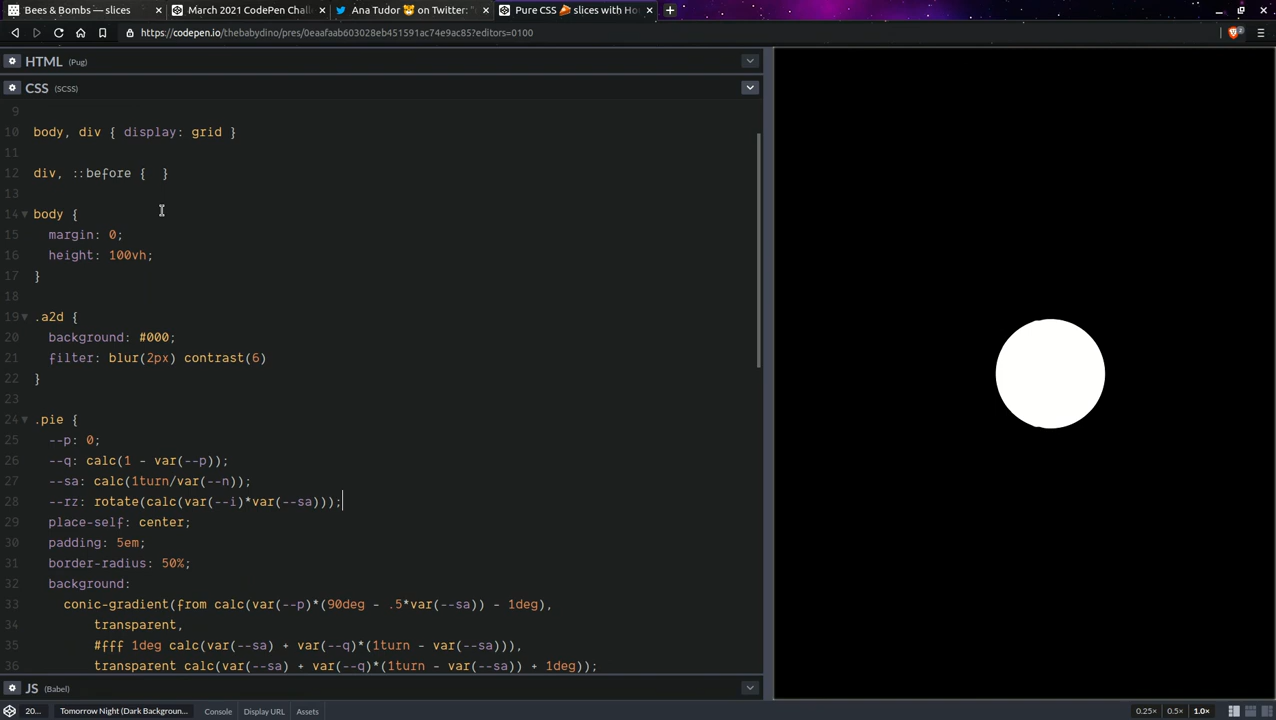 Bees & Bombs — slices
March 2021 CodePen Chall
Ana Tudor 🐯 on Twitter: "
Pure CSS 🍰 slices with Ho
https://codepen.io/thebabydino/pres/0eaafaab603028eb451591ac74e9ac85?editors=0100
HTML (Pug)
CSS (SCSS)
9
10 body, div { display: grid }
11
12 div, ::before {  }
13
14 body {
15 margin: 0;
16 height: 100vh;
17 }
18
19 .a2d {
20 background: #000;
21 filter: blur(2px) contrast(6)
22 }
23
24 .pie {
25 --p: 0;
26 --q: calc(1 - var(--p));
27 --sa: calc(1turn/var(--n));
28 --rz: rotate(calc(var(--i)*var(--sa)));
29 place-self: center;
30 padding: 5em;
31 border-radius: 50%;
32 background:
33 conic-gradient(from calc(var(--p)*(90deg - .5*var(--sa)) - 1deg),
34 transparent,
35 #fff 1deg calc(var(--sa) + var(--q)*(1turn - var(--sa))),
36 transparent calc(var(--sa) + var(--q)*(1turn - var(--sa)) + 1deg));
JS (Babel)
20... Tomorrow Night (Dark Backgroun... Console Display URL Assets 0.25× 0.5× 1.0×